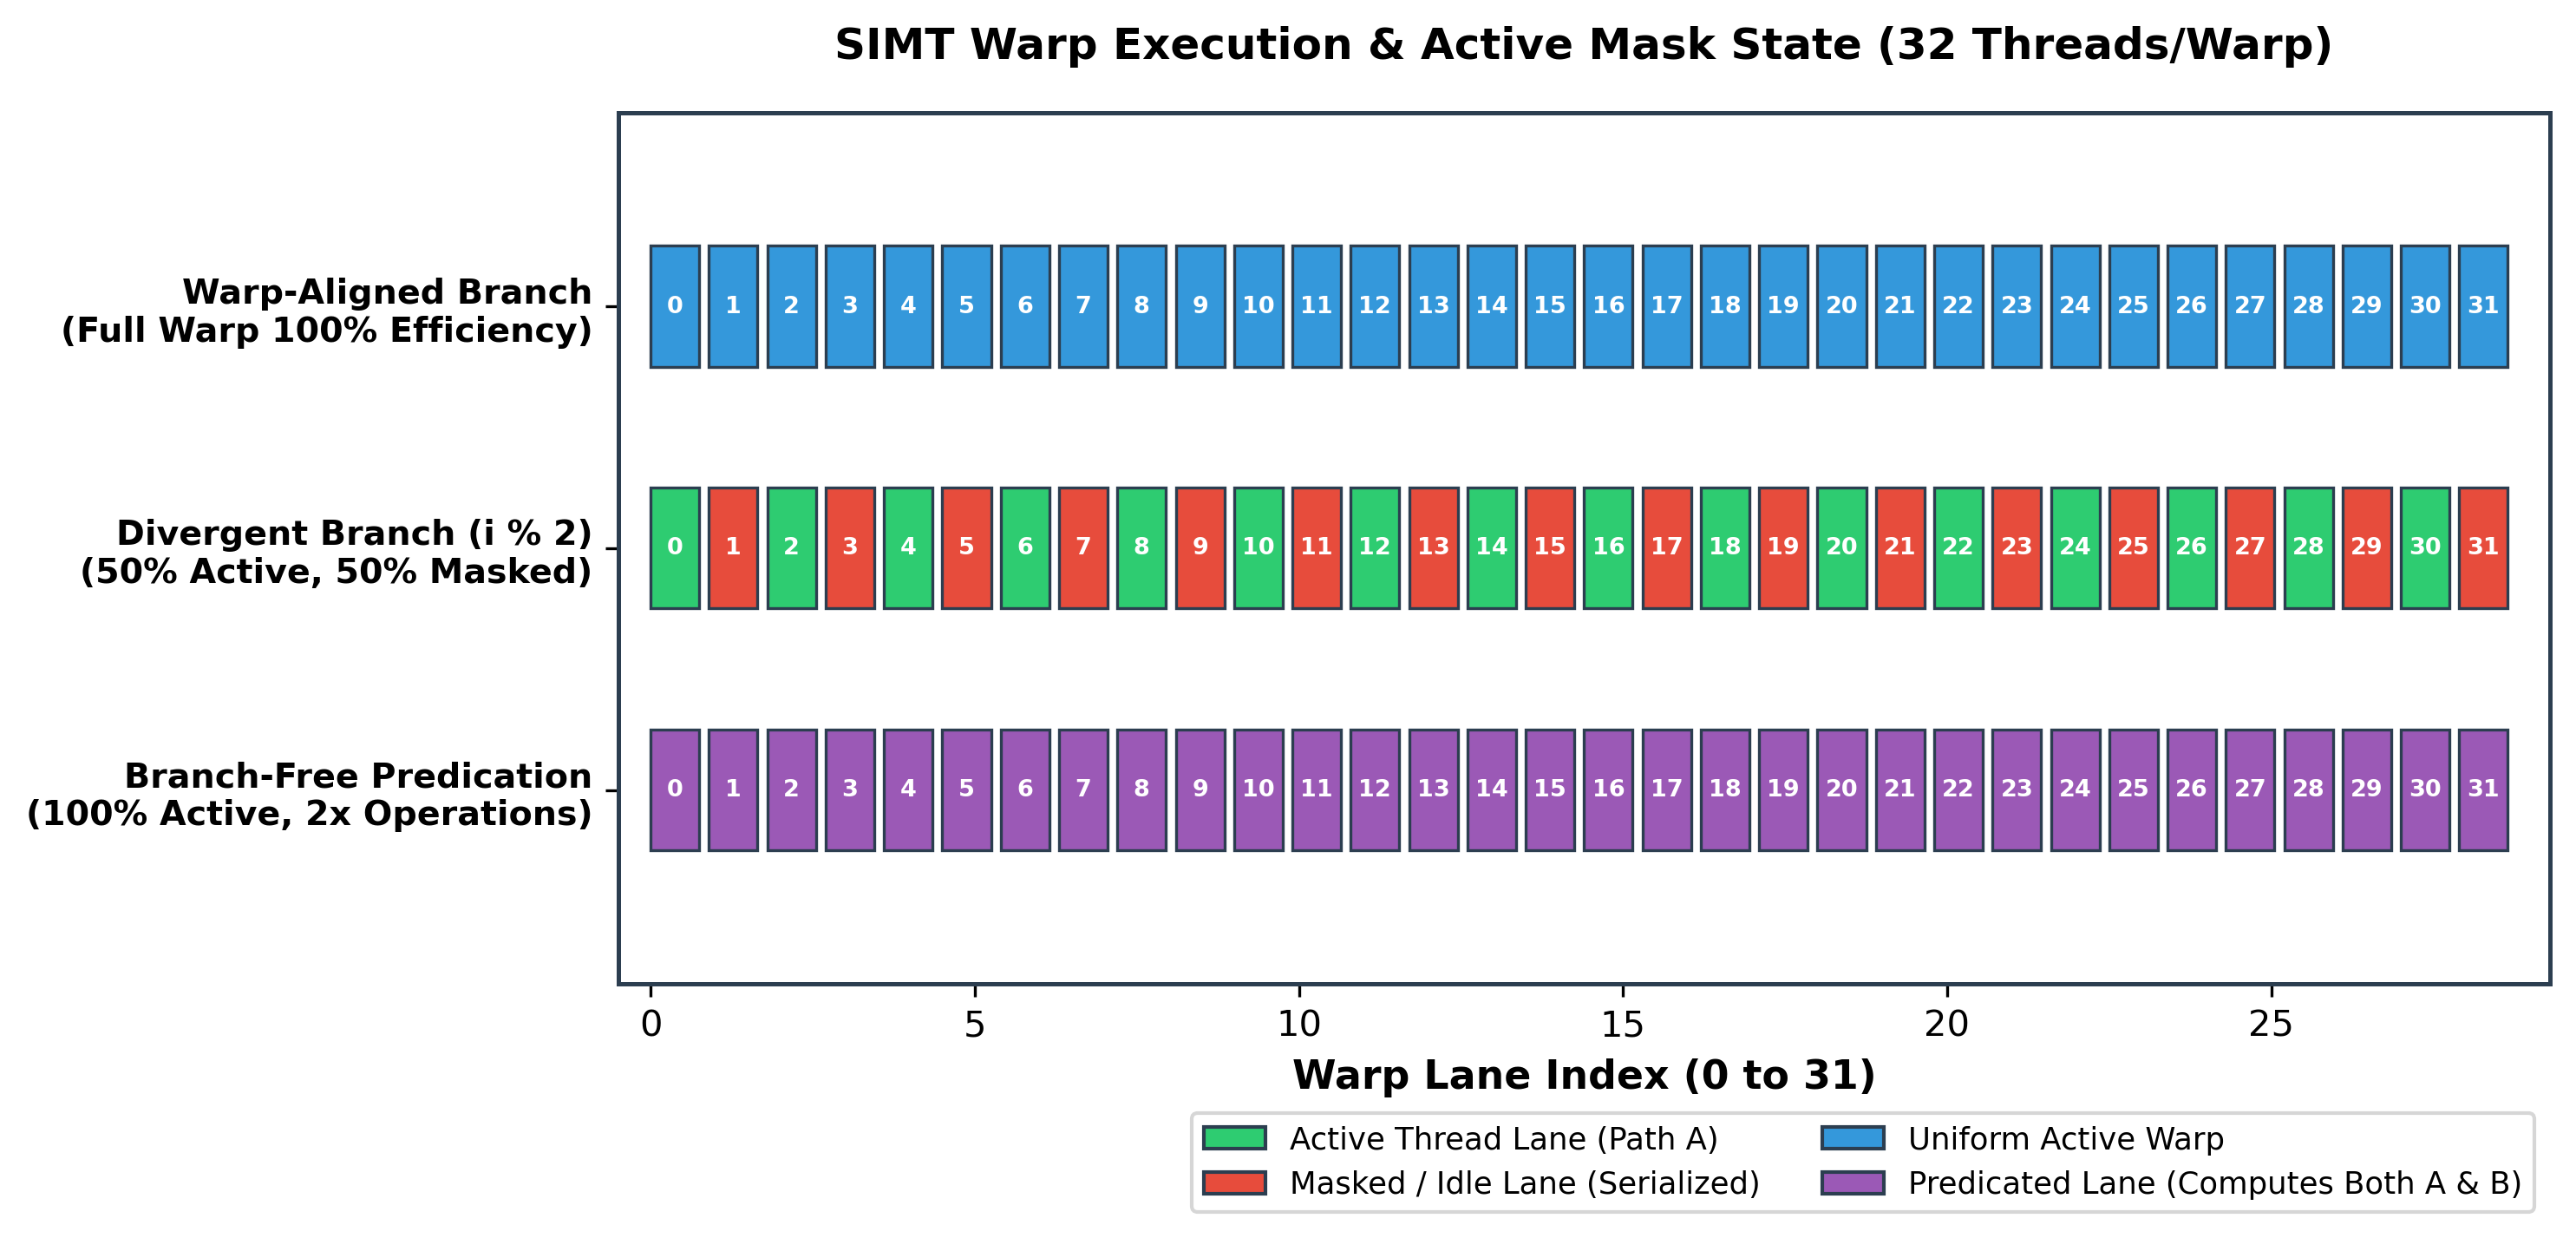 SIMT Warp Execution & Active Mask State (32 Threads/Warp)
Warp-Aligned Branch
(Full Warp 100% Efficiency)
0 1 2 3 4 5 6 7 8 9 10 11 12 13 14 15 16 17 18 19 20 21 22 23 24 25 26 27 28 29 30 31
Divergent Branch (i % 2)
(50% Active, 50% Masked)
0 1 2 3 4 5 6 7 8 9 10 11 12 13 14 15 16 17 18 19 20 21 22 23 24 25 26 27 28 29 30 31
Branch-Free Predication
(100% Active, 2x Operations)
0 1 2 3 4 5 6 7 8 9 10 11 12 13 14 15 16 17 18 19 20 21 22 23 24 25 26 27 28 29 30 31
0 5 10 15 20 25
Warp Lane Index (0 to 31)
Active Thread Lane (Path A)
Masked / Idle Lane (Serialized)
Uniform Active Warp
Predicated Lane (Computes Both A & B)